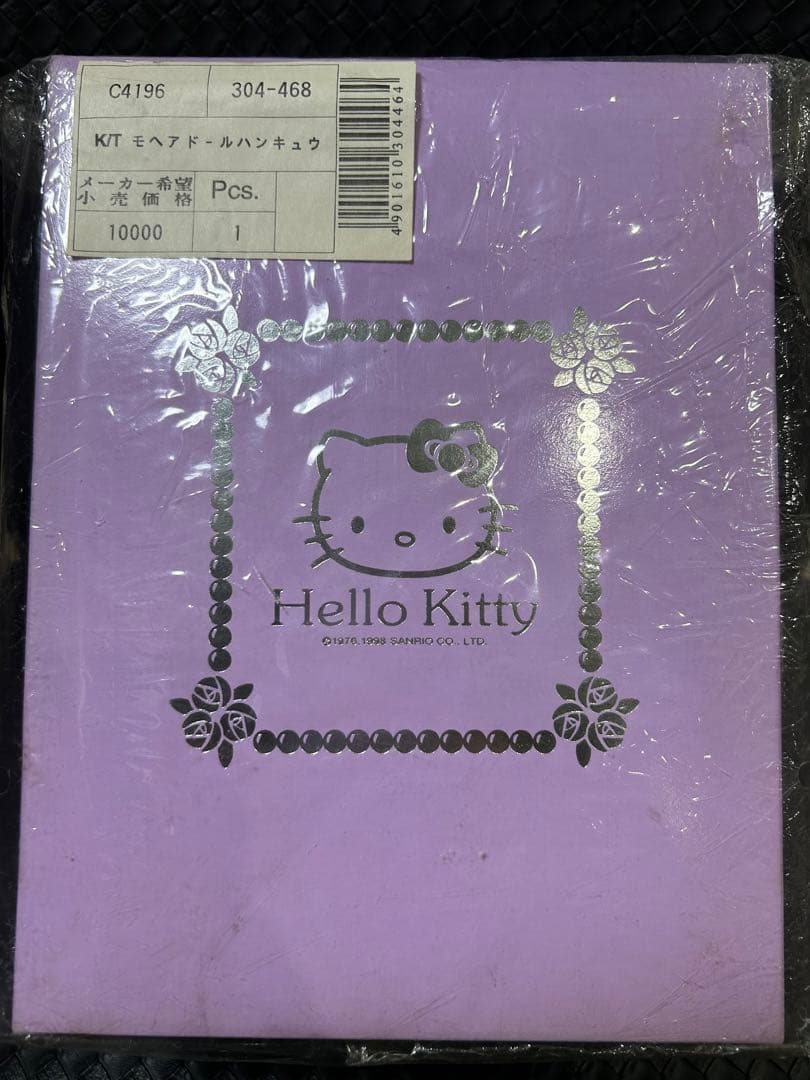 C4196 304-468
K/T モヘアド-ルハンキュウ
メーカー希望
小売価格 Pcs.
10000 1
4901610304464
Hello Kitty
©1976,1998 SANRIO CO., LTD.